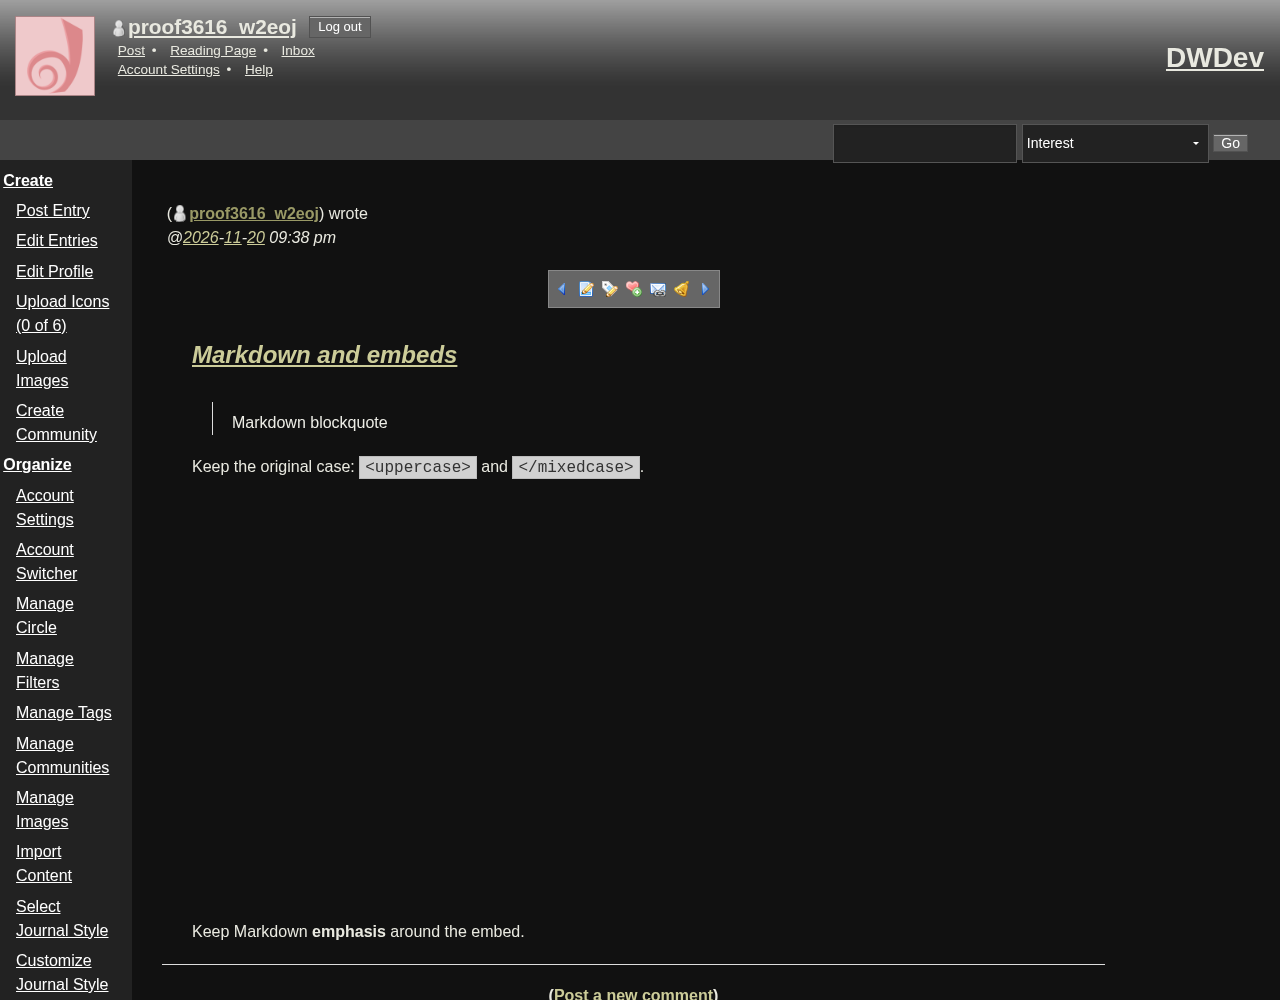 proof3616_w2eoj Log out
Post • Reading Page • Inbox
Account Settings • Help
DWDev
Interest Go
Create
Post Entry
Edit Entries
Edit Profile
Upload Icons
(0 of 6)
Upload
Images
Create
Community
Organize
Account
Settings
Account
Switcher
Manage
Circle
Manage
Filters
Manage Tags
Manage
Communities
Manage
Images
Import
Content
Select
Journal Style
Customize
Journal Style
(proof3616_w2eoj) wrote
@2026-11-20 09:38 pm
Markdown and embeds
Markdown blockquote
Keep the original case: <uppercase> and </mixedcase>.
Keep Markdown emphasis around the embed.
(Post a new comment)